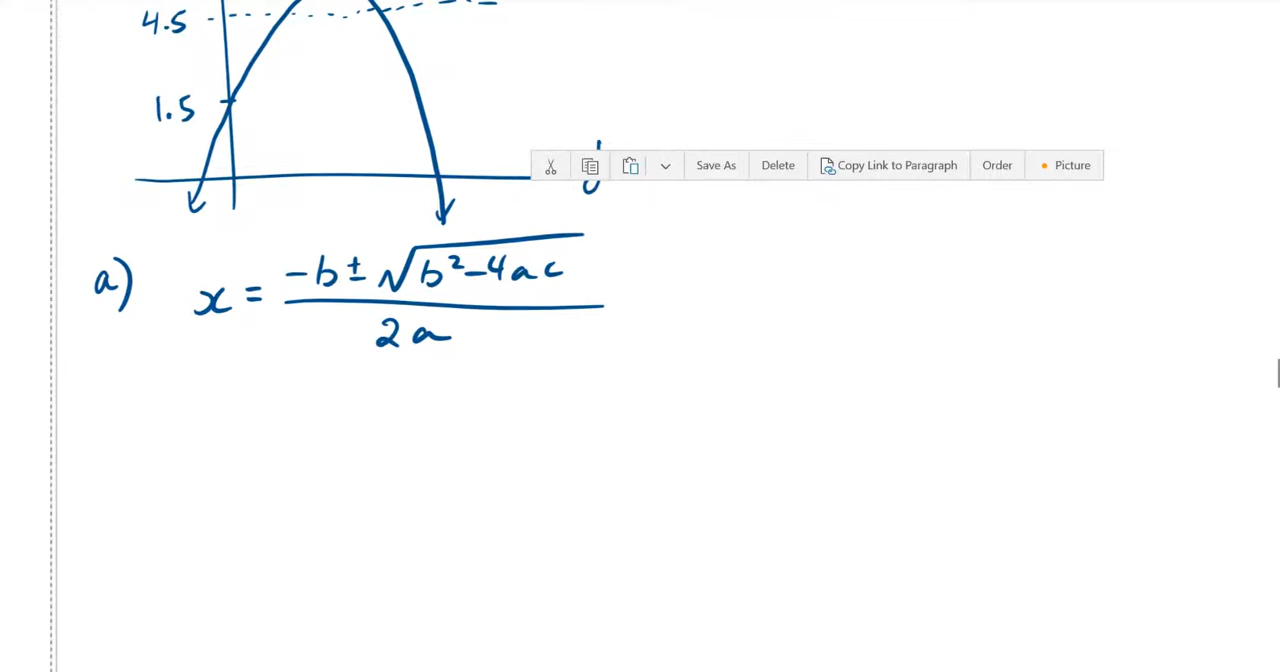 4.5
1.5
Save As Delete Copy Link to Paragraph Order Picture
a) x = -b ± √b²-4ac
2a